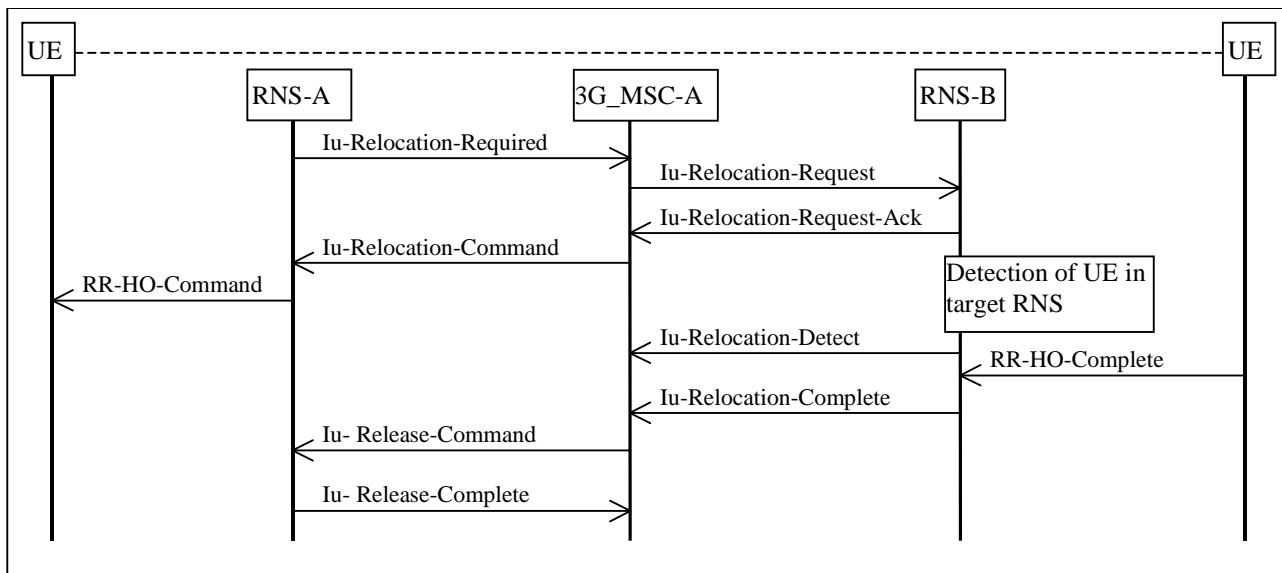 UE
UE
RNS-A
3G_MSC-A
RNS-B
Iu-Relocation-Required
Iu-Relocation-Request
Iu-Relocation-Request-Ack
Iu-Relocation-Command
Detection of UE in
target RNS
RR-HO-Command
Iu-Relocation-Detect
RR-HO-Complete
Iu-Relocation-Complete
Iu- Release-Command
Iu- Release-Complete